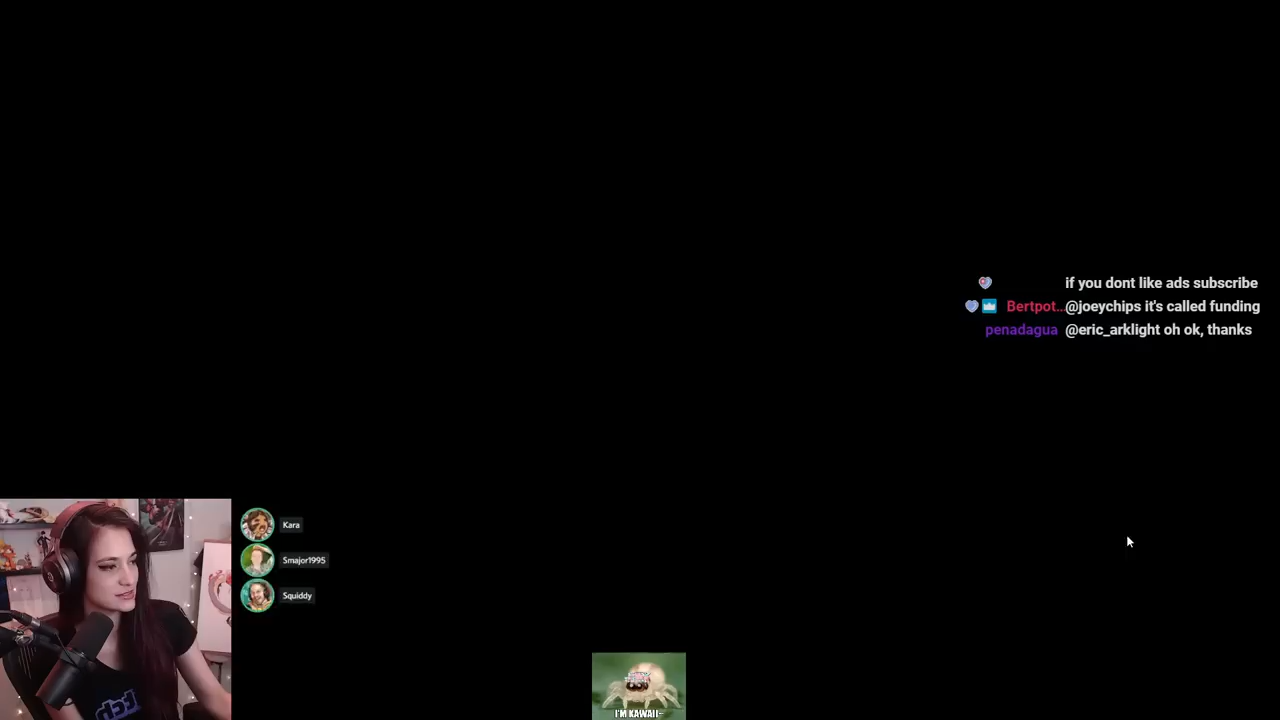 if you dont like ads subscribe
Bertpot... @joeychips it's called funding
penadagua @eric_arklight oh ok, thanks
Kara
Smajor1995
Squiddy
I'M KAWAII~